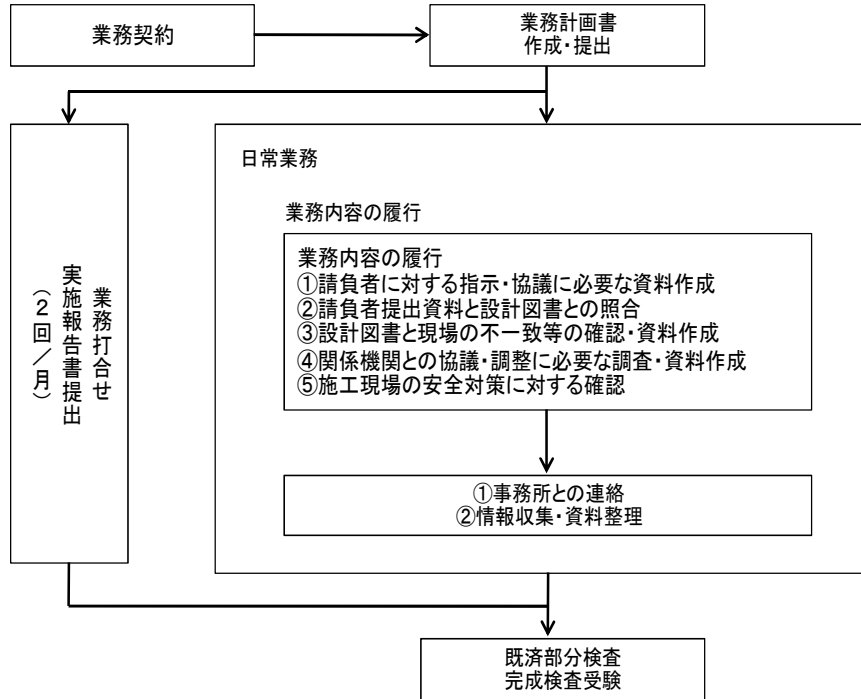 業務契約
業務計画書
作成・提出
業務打合せ
実施報告書提出
（２回／月）
日常業務
業務内容の履行
業務内容の履行
①請負者に対する指示・協議に必要な資料作成
②請負者提出資料と設計図書との照合
③設計図書と現場の不一致等の確認・資料作成
④関係機関との協議・調整に必要な調査・資料作成
⑤施工現場の安全対策に対する確認
①事務所との連絡
②情報収集・資料整理
既済部分検査
完成検査受験